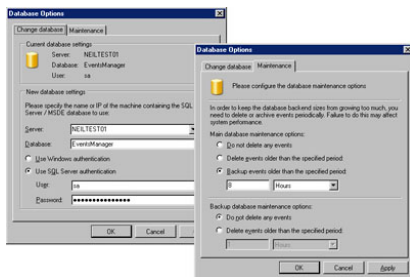 Database Options
Change database
Maintenance
Current database settings
Server: NEILTEST01
Database: EventsManager
User: sa
New database settings
Please specify the name or IP of the machine containing the SQL
Server / MSDE database to use:
Server: NEILTEST01
Database: EventsManager
Use Windows authentication
Use SQL Server authentication
User: sa
Password: ••••••••••••••
OK
Cancel
Database Options
Change database
Maintenance
Please configure the database maintenance options
In order to keep the database backend sizes from growing too much, you
need to delete or archive events periodically. Failure to do this may affect
system performance.
Main database maintenance options:
Do not delete any events
Delete events older than the specified period:
Backup events older than the specified period:
Hours
Backup database maintenance options:
Do not delete any events
Delete events older than the specified period:
Hours
OK
Cancel
Apply